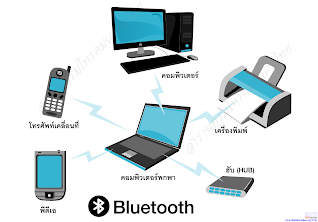 คอมพิวเตอร์
โทรศัพท์เคลื่อนที่
เครื่องพิมพ์
คอมพิวเตอร์พกพา
ฮับ (HUB)
พีดีเอ
Bluetooth